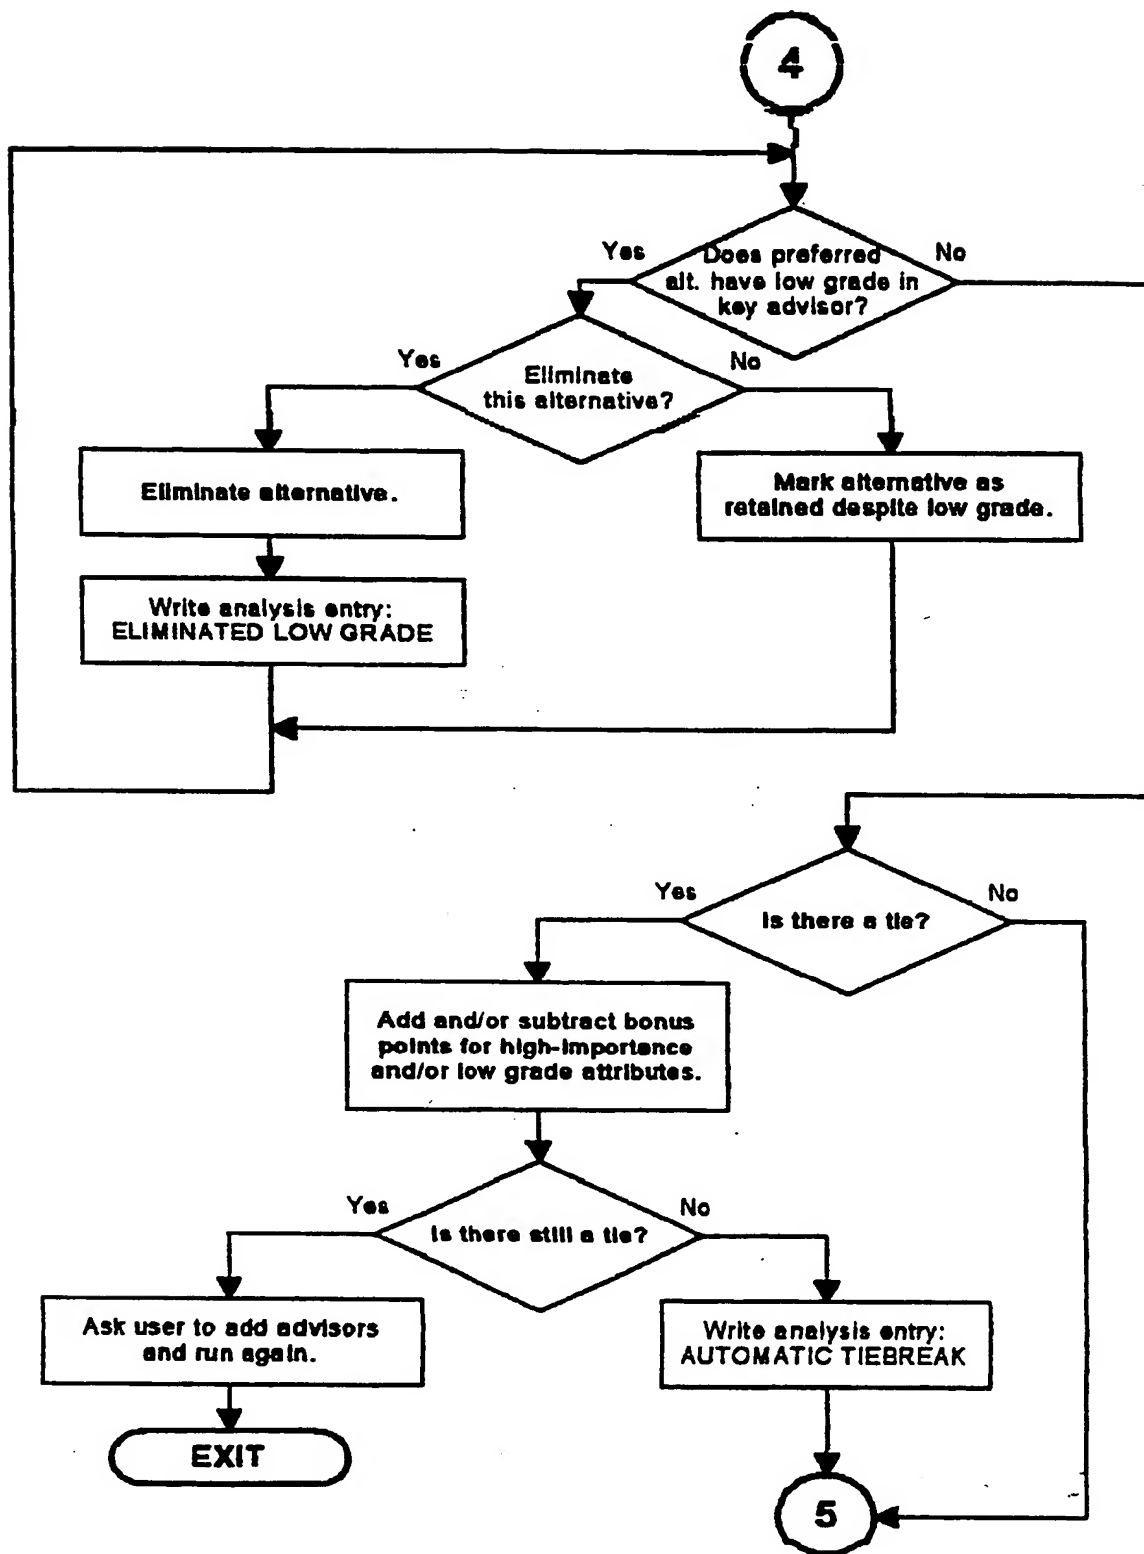 4
Yes
Does preferred
alt. have low grade in
key advisor?
No
Yes
Eliminate
this alternative?
No
Eliminate alternative.
Mark alternative as
retained despite low grade.
Write analysis entry:
ELIMINATED LOW GRADE
Yes
Is there a tie?
No
Add and/or subtract bonus
points for high-importance
and/or low grade attributes.
Yes
Is there still a tie?
No
Ask user to add advisors
and run again.
Write analysis entry:
AUTOMATIC TIEBREAK
EXIT
5